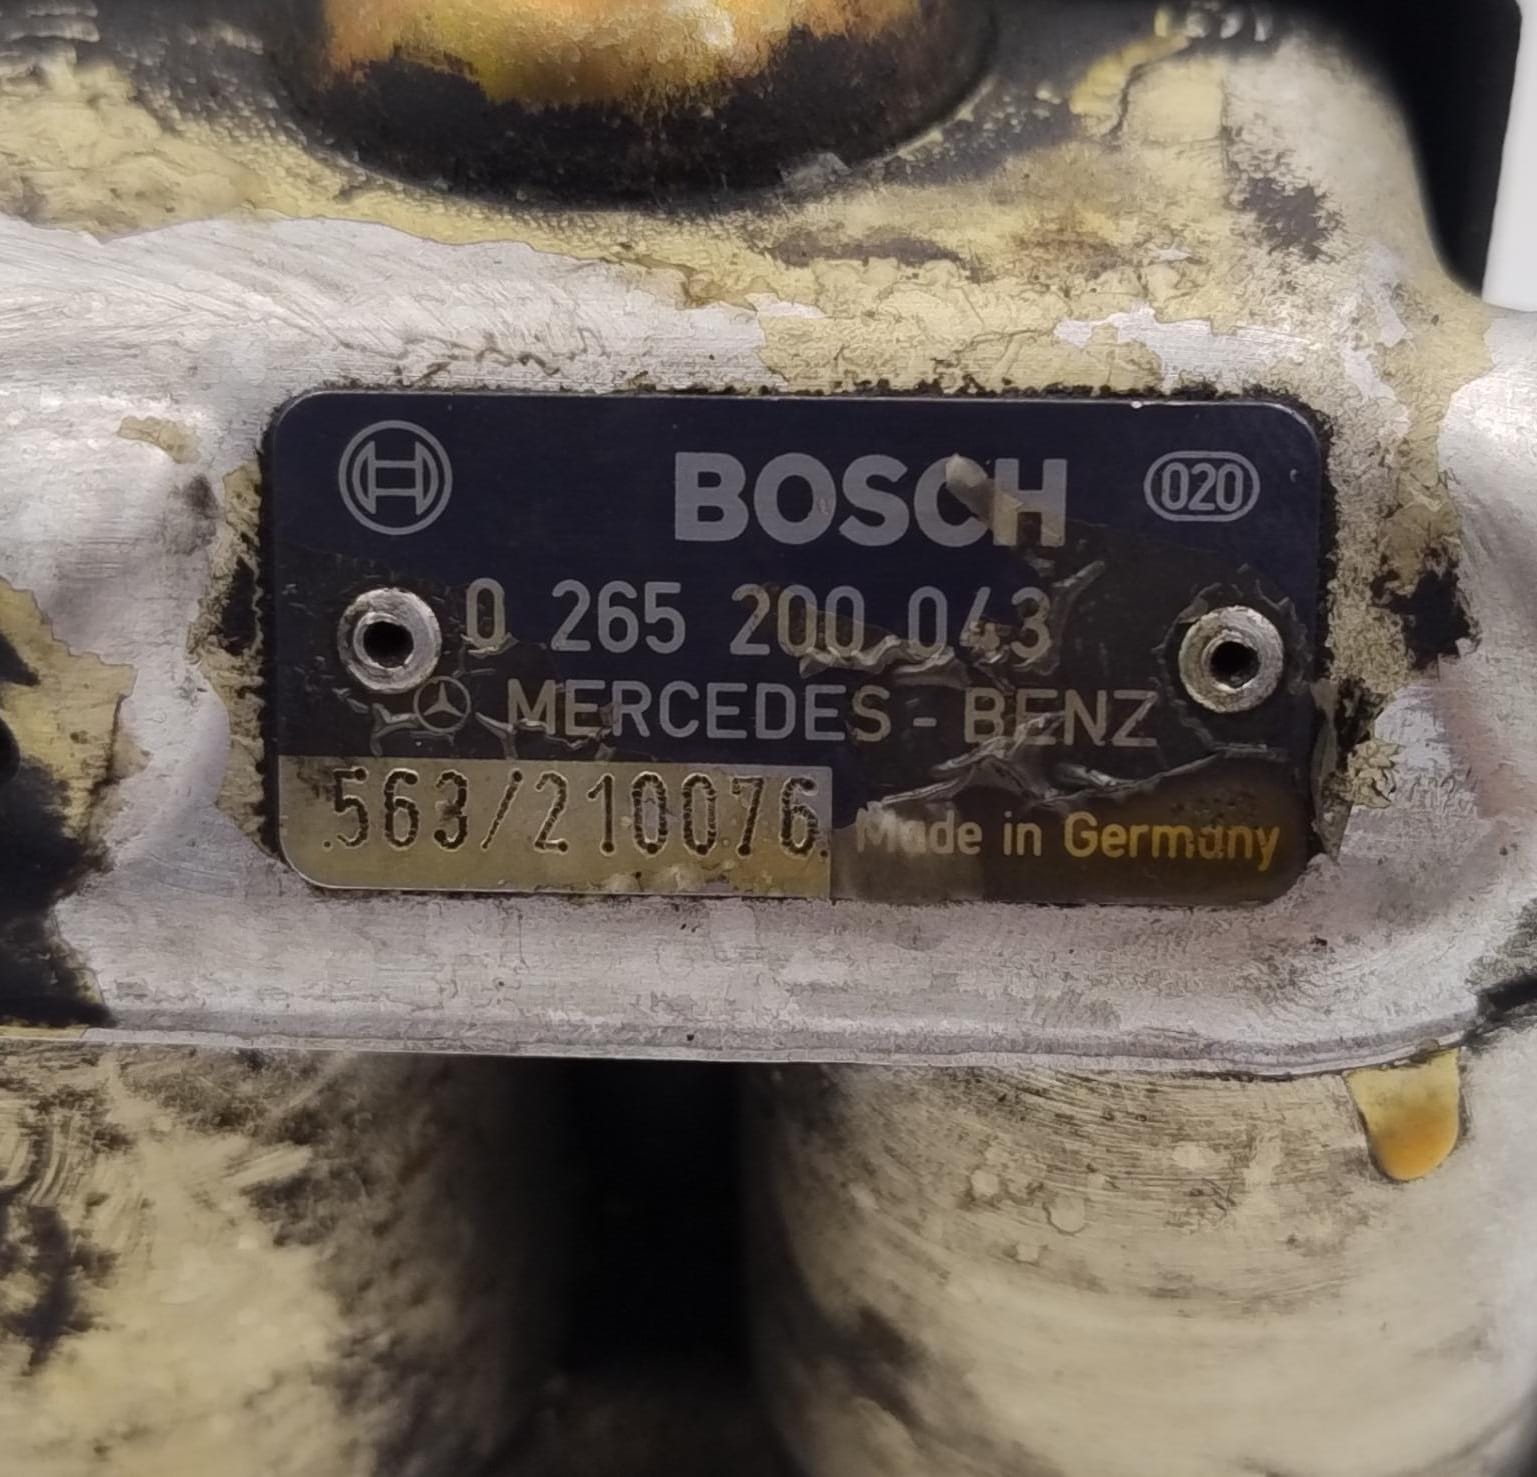 BOSCH 020
0 265 200 043
MERCEDES-BENZ
.563/210076.
Made in Germany